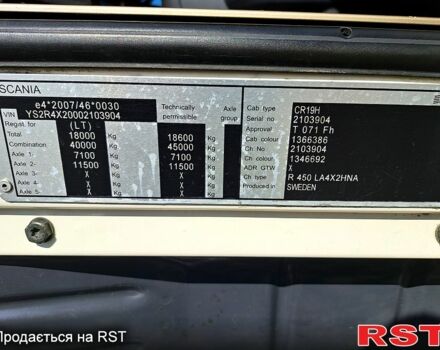 SCANIA
e4*2007/46*0030
VIN YS2R4X20002103904
Technically permissible
Axle group
Regist. for (LT)
Total 18000 Kg 18600 Kg
Combination 40000 Kg 45000 Kg
Axle 1- 7100 Kg 7100 Kg
Axle 2- 11500 Kg 11500 Kg
Axle 3- X Kg X Kg
Axle 4- X Kg X Kg
Axle 5- X Kg X Kg
Cab type CR19H
Serial no 2103904
Approval T 071 Fh
Cab colour 1366386
Ch No 2103904
Ch colour 1346692
ADR GTW. X
Ch type R 450 LA4X2HNA
Produced in SWEDEN
Продається на RST
RST